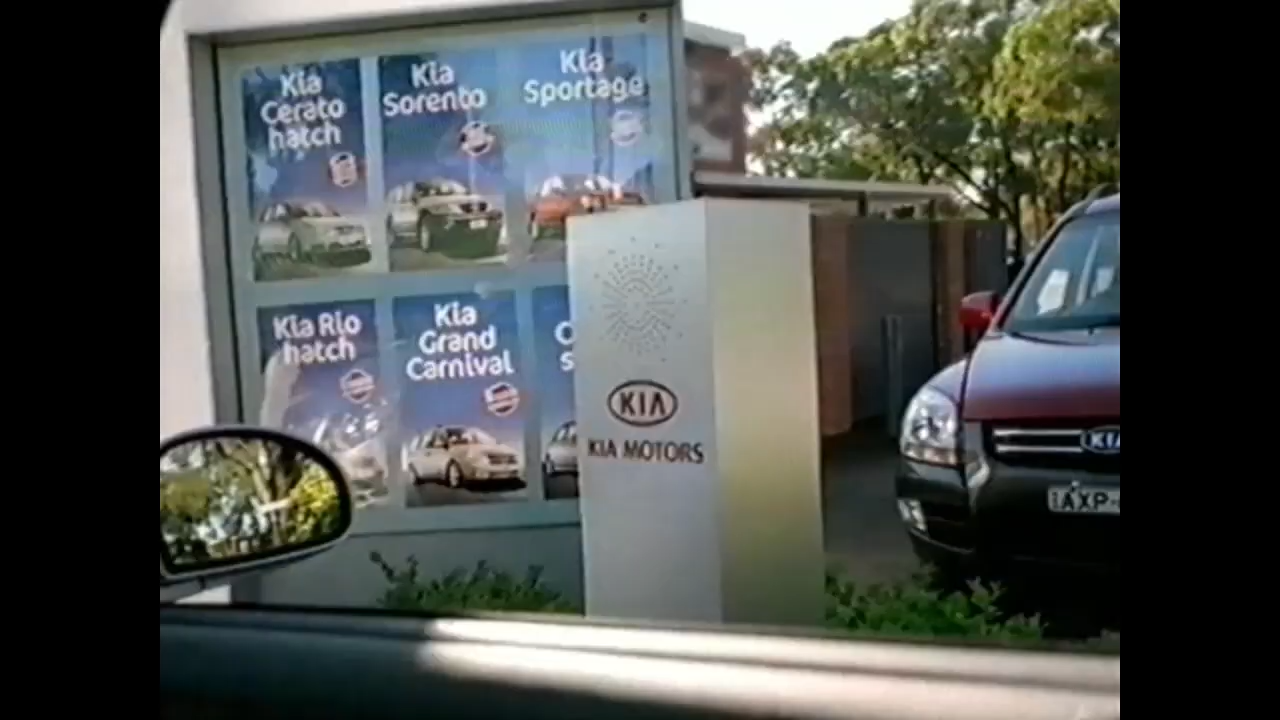 Kia
Cerato
hatch
Kia
Sorento
Kia
Sportage
Kia Rio
hatch
Kia
Grand
Carnival
KIA
KIA MOTORS
KIA
AXP